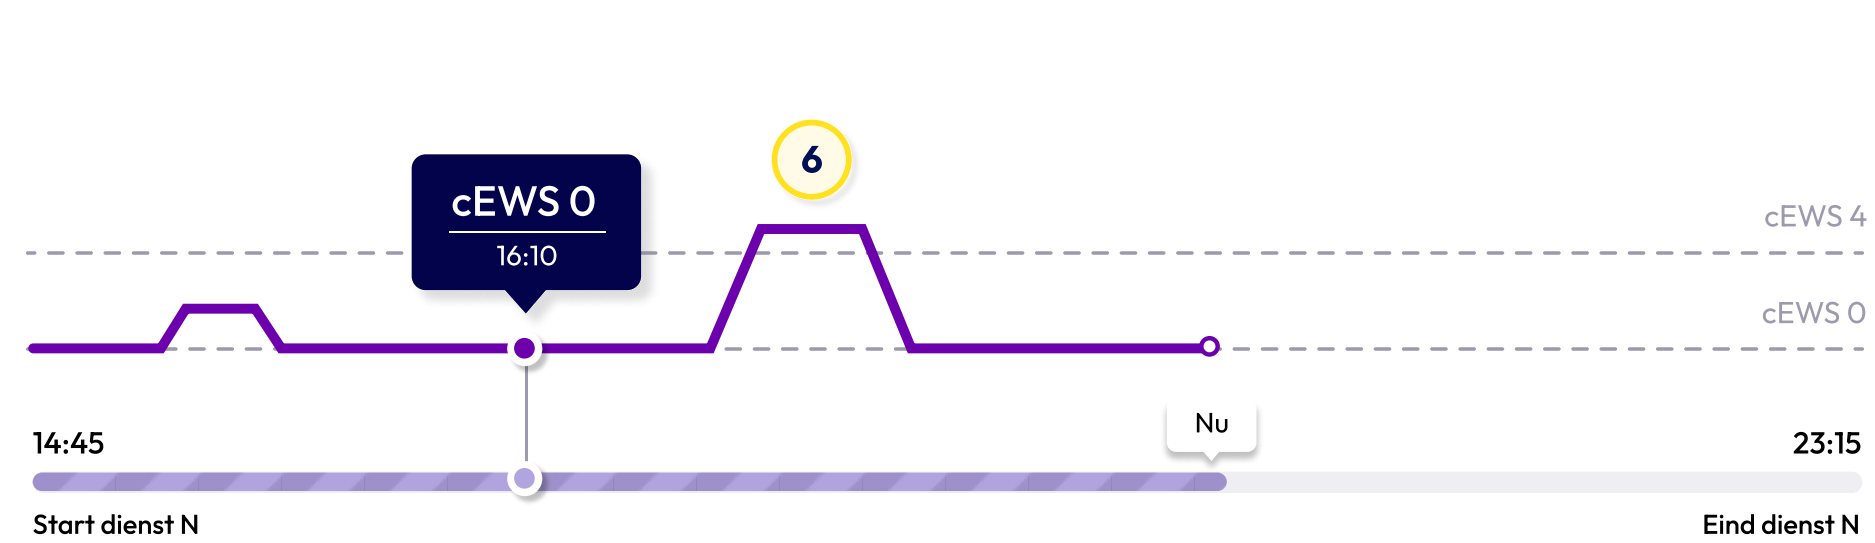 6
cEWS 0
16:10
cEWS 4
cEWS 0
Nu
14:45
23:15
Start dienst N
Eind dienst N